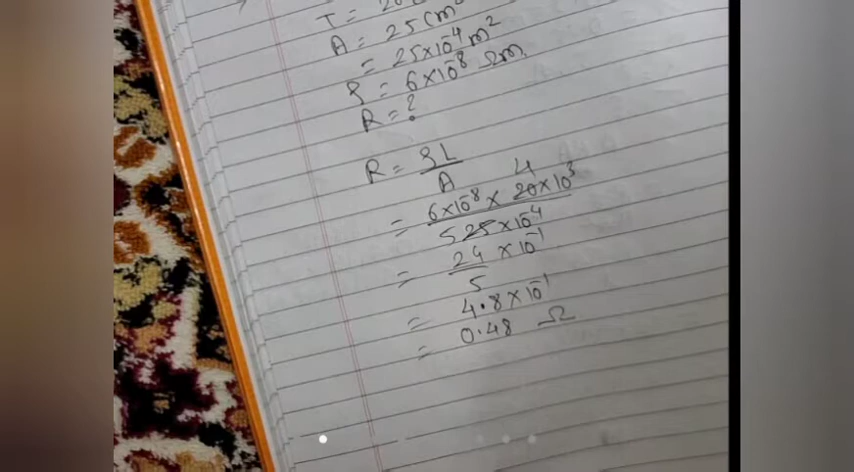 A = 25 cm²
= 25×10⁻⁴ m²
ρ = 6×10⁻⁸ Ωm
R = ?
R = ρL / A
= 6×10⁻⁸ × 20×10³ 4 / 5 25×10⁻⁴
= 24 / 5 ×10⁻¹
= 4.8×10⁻¹
= 0.48 Ω